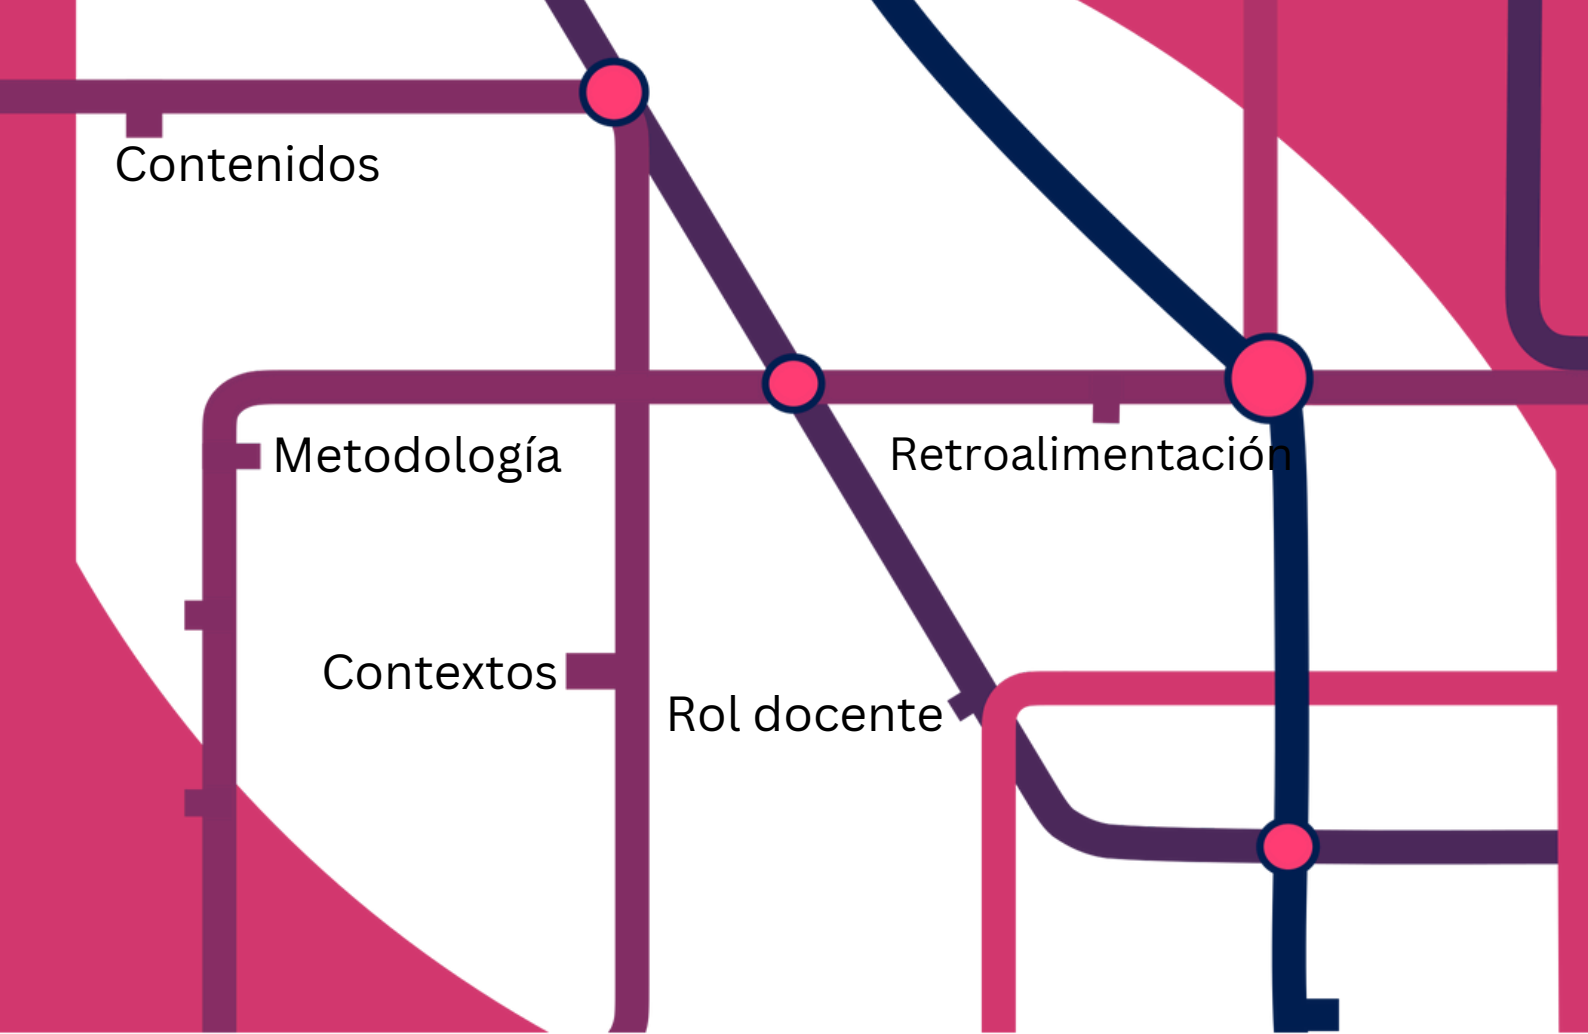 Contenidos
Metodología
Retroalimentación
Contextos
Rol docente